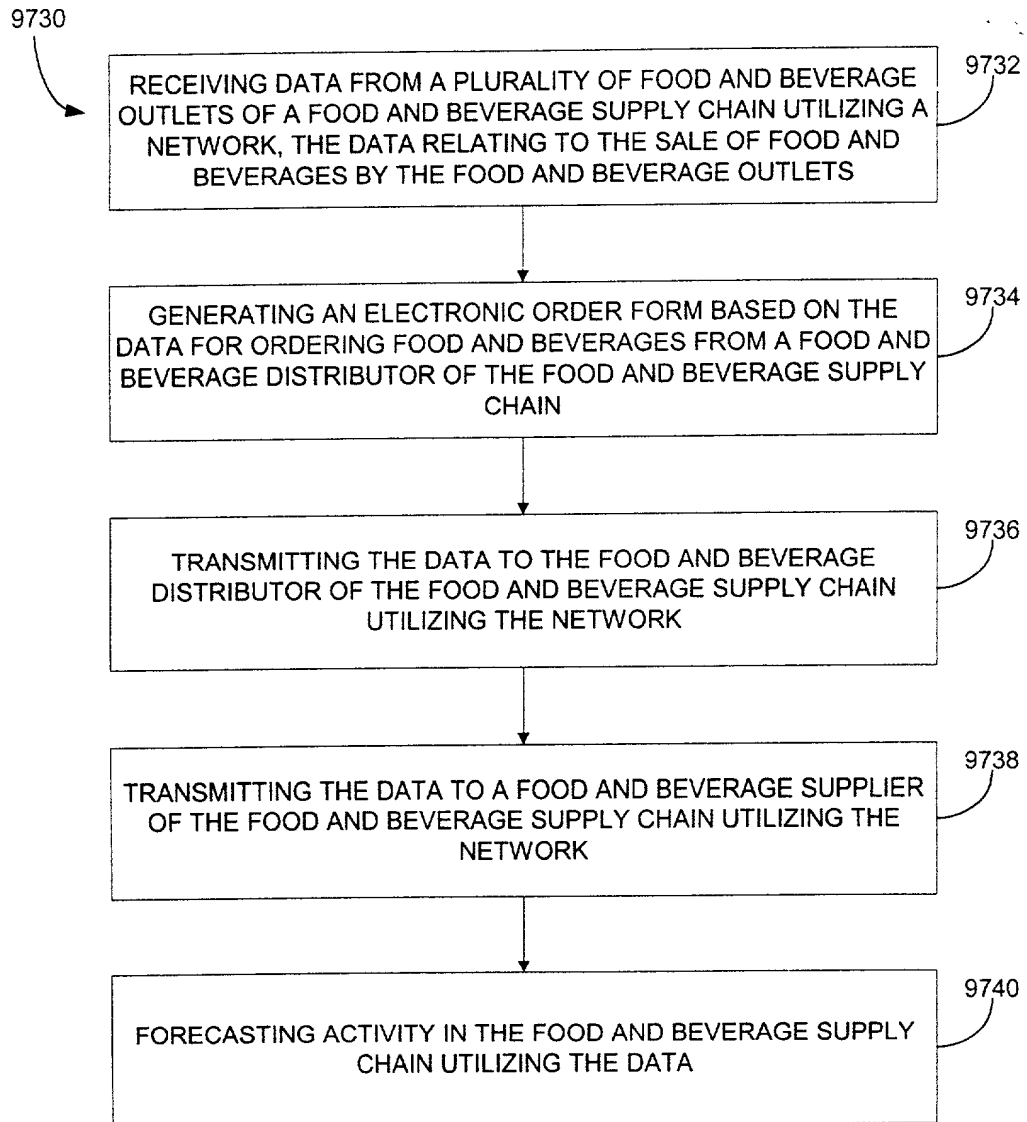 9730
9732
RECEIVING DATA FROM A PLURALITY OF FOOD AND BEVERAGE
OUTLETS OF A FOOD AND BEVERAGE SUPPLY CHAIN UTILIZING A
NETWORK, THE DATA RELATING TO THE SALE OF FOOD AND
BEVERAGES BY THE FOOD AND BEVERAGE OUTLETS
9734
GENERATING AN ELECTRONIC ORDER FORM BASED ON THE
DATA FOR ORDERING FOOD AND BEVERAGES FROM A FOOD AND
BEVERAGE DISTRIBUTOR OF THE FOOD AND BEVERAGE SUPPLY
CHAIN
9736
TRANSMITTING THE DATA TO THE FOOD AND BEVERAGE
DISTRIBUTOR OF THE FOOD AND BEVERAGE SUPPLY CHAIN
UTILIZING THE NETWORK
9738
TRANSMITTING THE DATA TO A FOOD AND BEVERAGE SUPPLIER
OF THE FOOD AND BEVERAGE SUPPLY CHAIN UTILIZING THE
NETWORK
9740
FORECASTING ACTIVITY IN THE FOOD AND BEVERAGE SUPPLY
CHAIN UTILIZING THE DATA